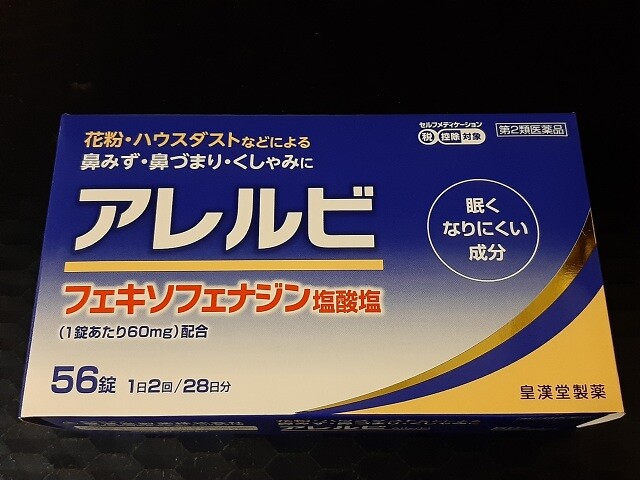 花粉・ハウスダストなどによる
鼻みず・鼻づまり・くしゃみに
セルフメディケーション
税 控除 対象
第2類医薬品
アレルビ
眠く
なりにくい
成分
フェキソフェナジン塩酸塩
(1錠あたり60mg)配合
56錠 1日2回/28日分
皇漢堂製薬
アレルビ